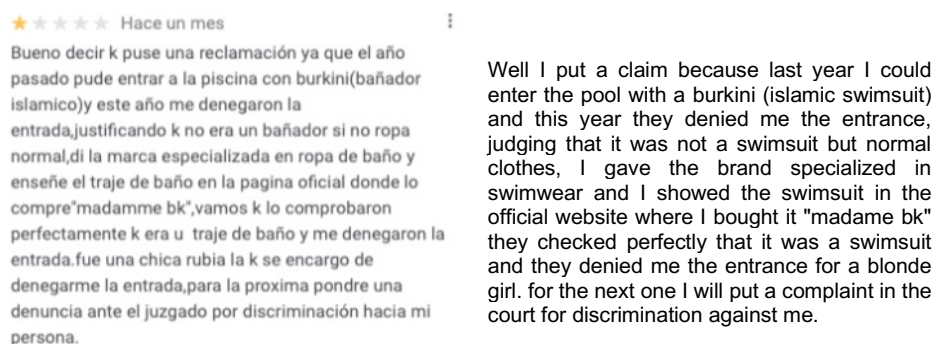 Hace un mes
Bueno decir k puse una reclamación ya que el año
pasado pude entrar a la piscina con burkini(bañador
islamico)y este año me denegaron la
entrada,justificando k no era un bañador si no ropa
normal,di la marca especializada en ropa de baño y
enseñe el traje de baño en la pagina oficial donde lo
compre"madamme bk",vamos k lo comprobaron
perfectamente k era u traje de baño y me denegaron la
entrada.fue una chica rubia la k se encargo de
denegarme la entrada,para la proxima pondre una
denuncia ante el juzgado por discriminación hacia mi
persona.
Well I put a claim because last year I could
enter the pool with a burkini (islamic swimsuit)
and this year they denied me the entrance,
judging that it was not a swimsuit but normal
clothes, I gave the brand specialized in
swimwear and I showed the swimsuit in the
official website where I bought it "madame bk"
they checked perfectly that it was a swimsuit
and they denied me the entrance for a blonde
girl. for the next one I will put a complaint in the
court for discrimination against me.